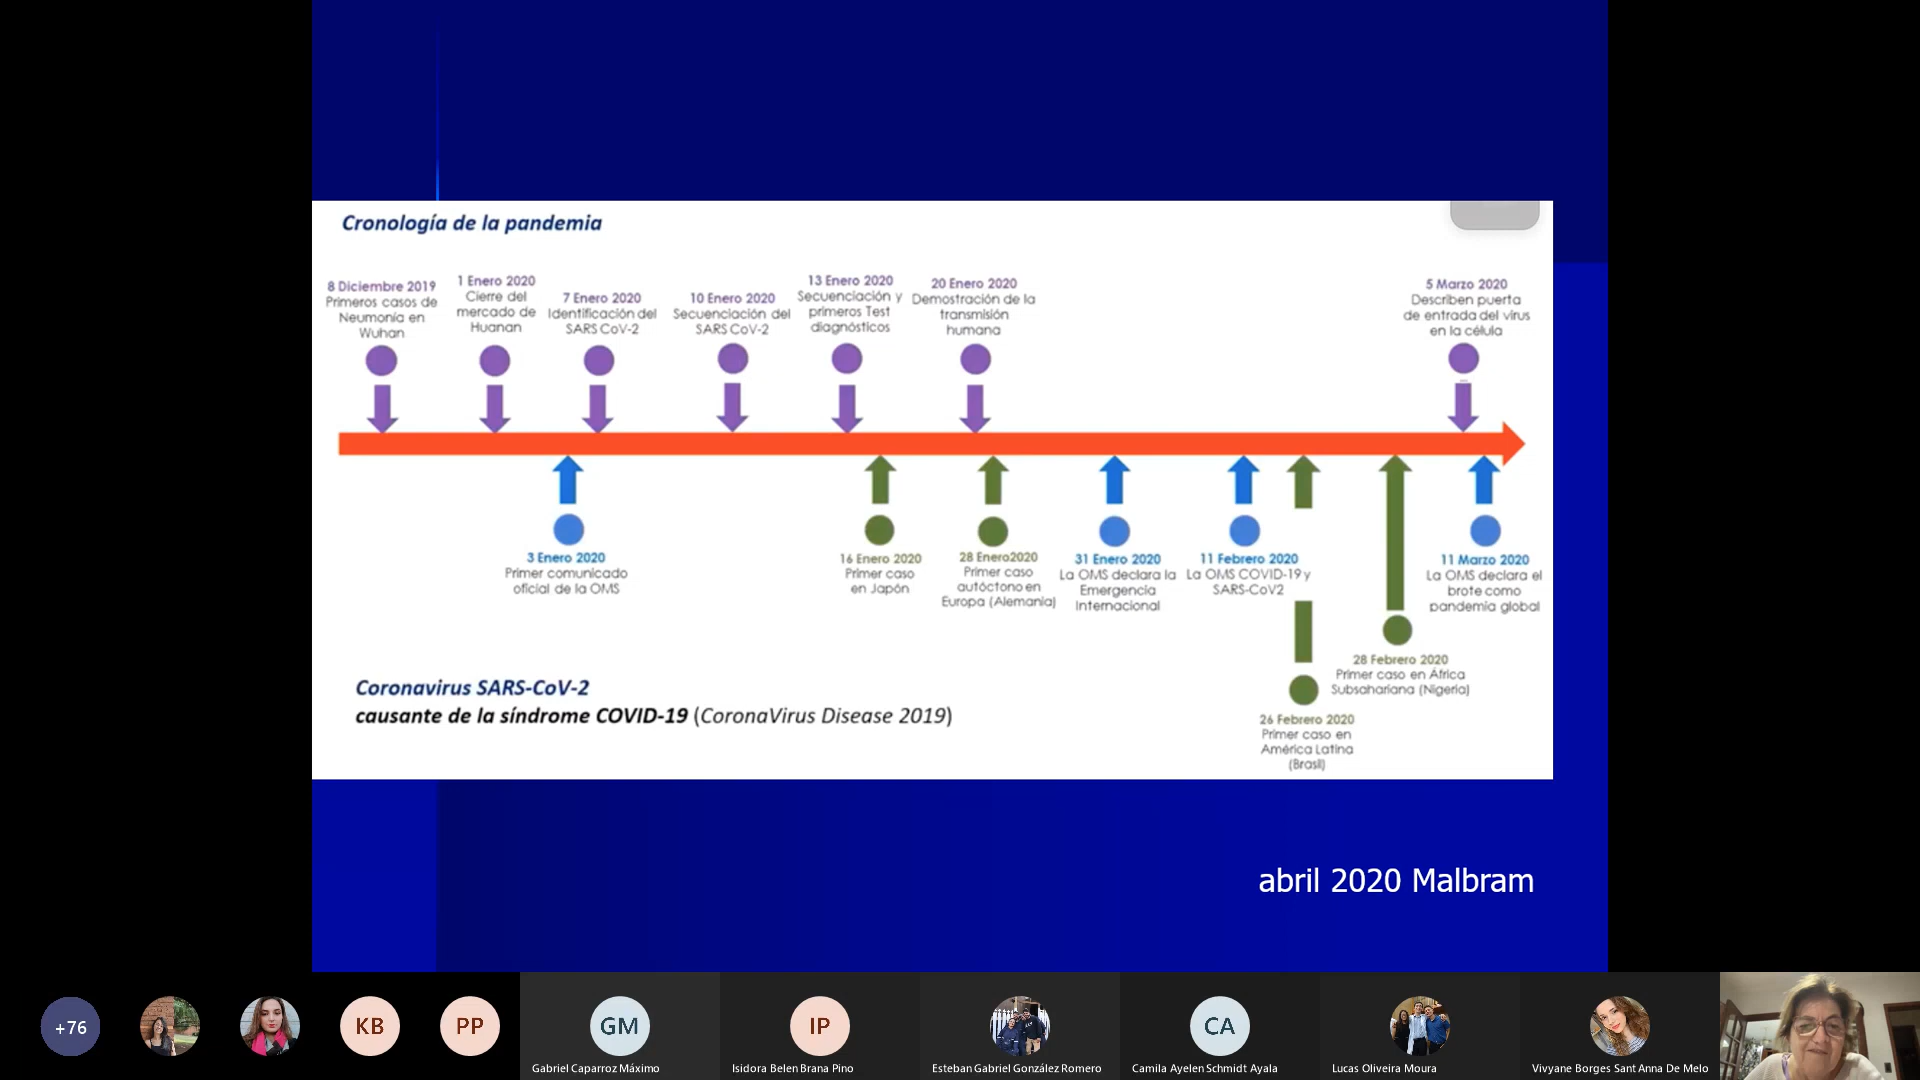 Cronología de la pandemia
8 Diciembre 2019
Primeros casos de
Neumonía en
Wuhan
1 Enero 2020
Cierre del
mercado de
Huanan
7 Enero 2020
Identificación del
SARS CoV-2
10 Enero 2020
Secuenciación del
SARS CoV-2
13 Enero 2020
Secuenciación y
primeros Test
diagnósticos
20 Enero 2020
Demostración de la
transmisión
humana
5 Marzo 2020
Describen puerta
de entrada del virus
en la célula
3 Enero 2020
Primer comunicado
oficial de la OMS
16 Enero 2020
Primer caso
en Japón
28 Enero2020
Primer caso
autóctono en
Europa (Alemania)
31 Enero 2020
La OMS declara la
Emergencia
Internacional
11 Febrero 2020
La OMS COVID-19 y
SARS-CoV2
26 Febrero 2020
Primer caso en
América Latina
(Brasil)
28 Febrero 2020
Primer caso en África
Subsahariana (Nigeria)
11 Marzo 2020
La OMS declara el
brote como
pandemia global
Coronavirus SARS-CoV-2
causante de la síndrome COVID-19 (CoronaVirus Disease 2019)
abril 2020 Malbram
+76
KB
PP
GM
Gabriel Caparroz Máximo
IP
Isidora Belen Brana Pino
Esteban Gabriel González Romero
CA
Camila Ayelen Schmidt Ayala
Lucas Oliveira Moura
Vivyane Borges Sant Anna De Melo